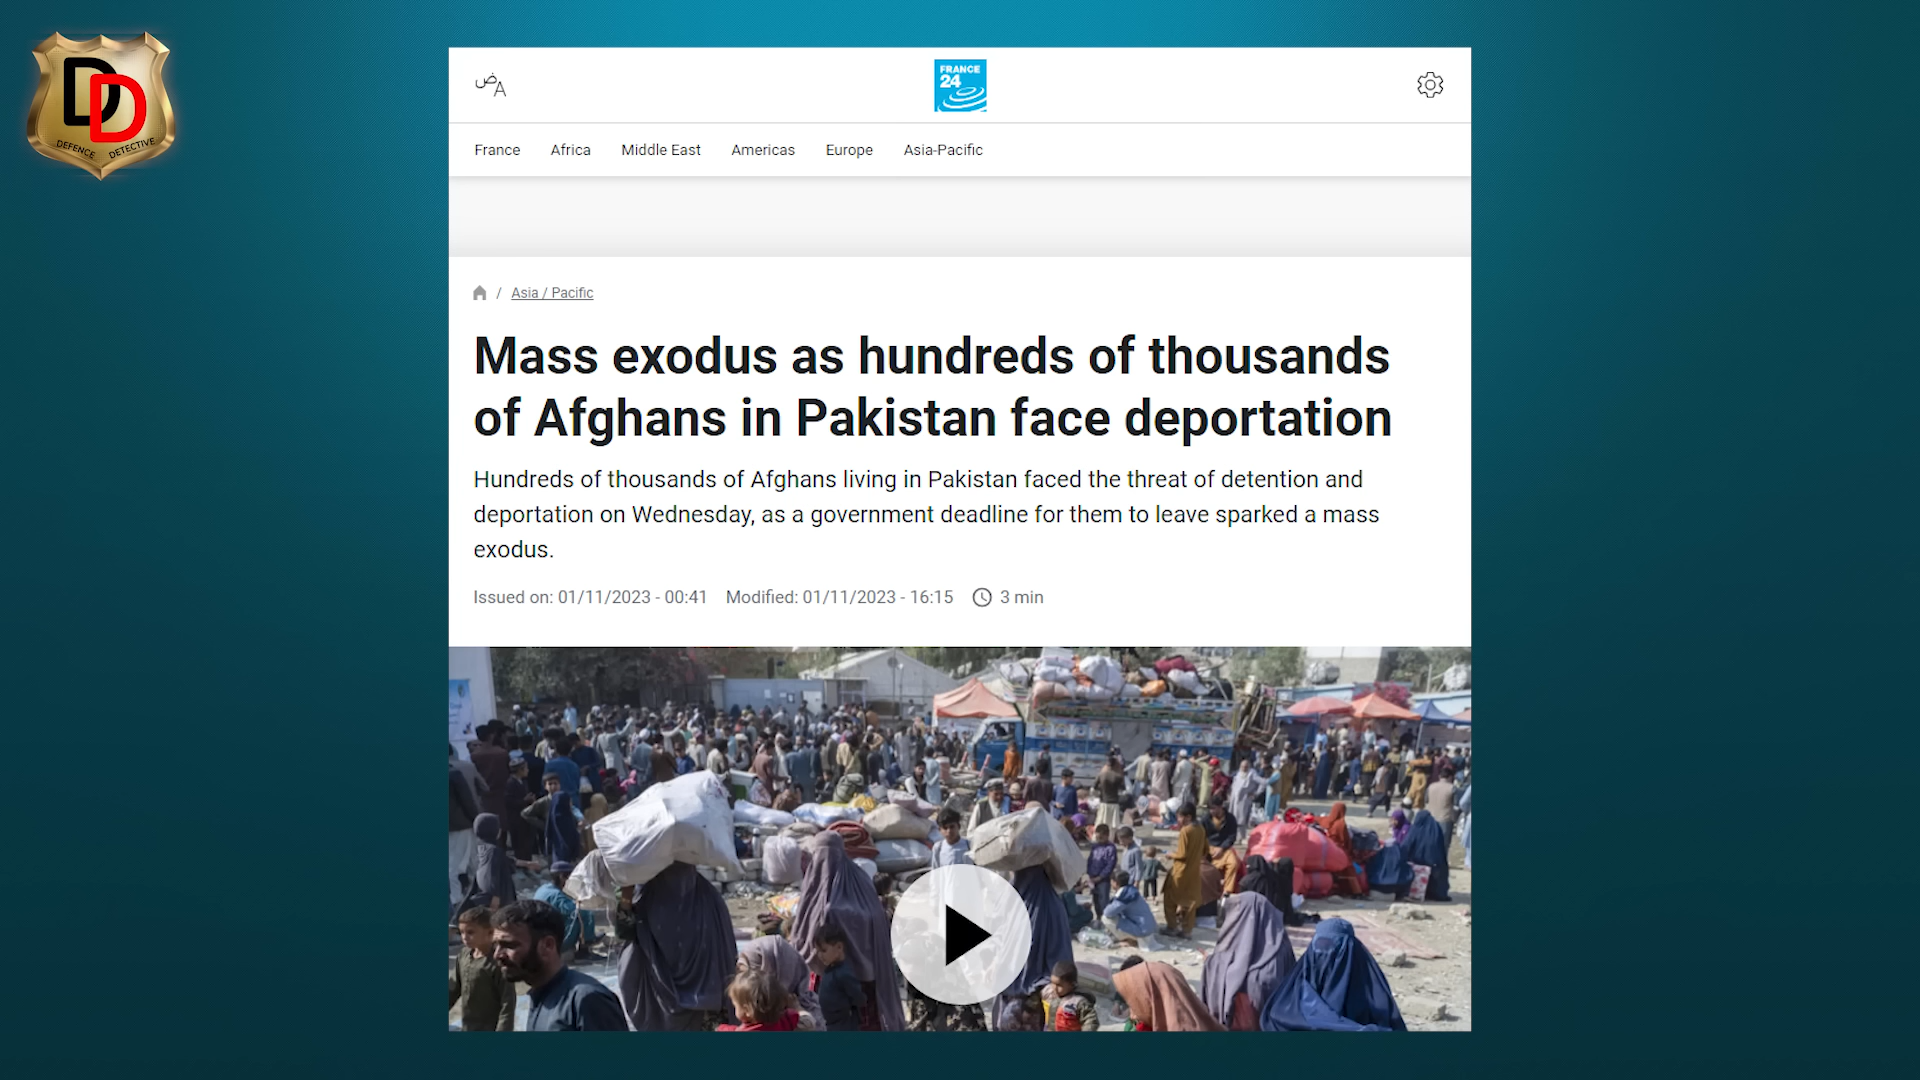 DD
DEFENCE DETECTIVE
ضA
FRANCE
24
France Africa Middle East Americas Europe Asia-Pacific
/ Asia / Pacific
Mass exodus as hundreds of thousands
of Afghans in Pakistan face deportation
Hundreds of thousands of Afghans living in Pakistan faced the threat of detention and
deportation on Wednesday, as a government deadline for them to leave sparked a mass
exodus.
Issued on: 01/11/2023 - 00:41 Modified: 01/11/2023 - 16:15 3 min